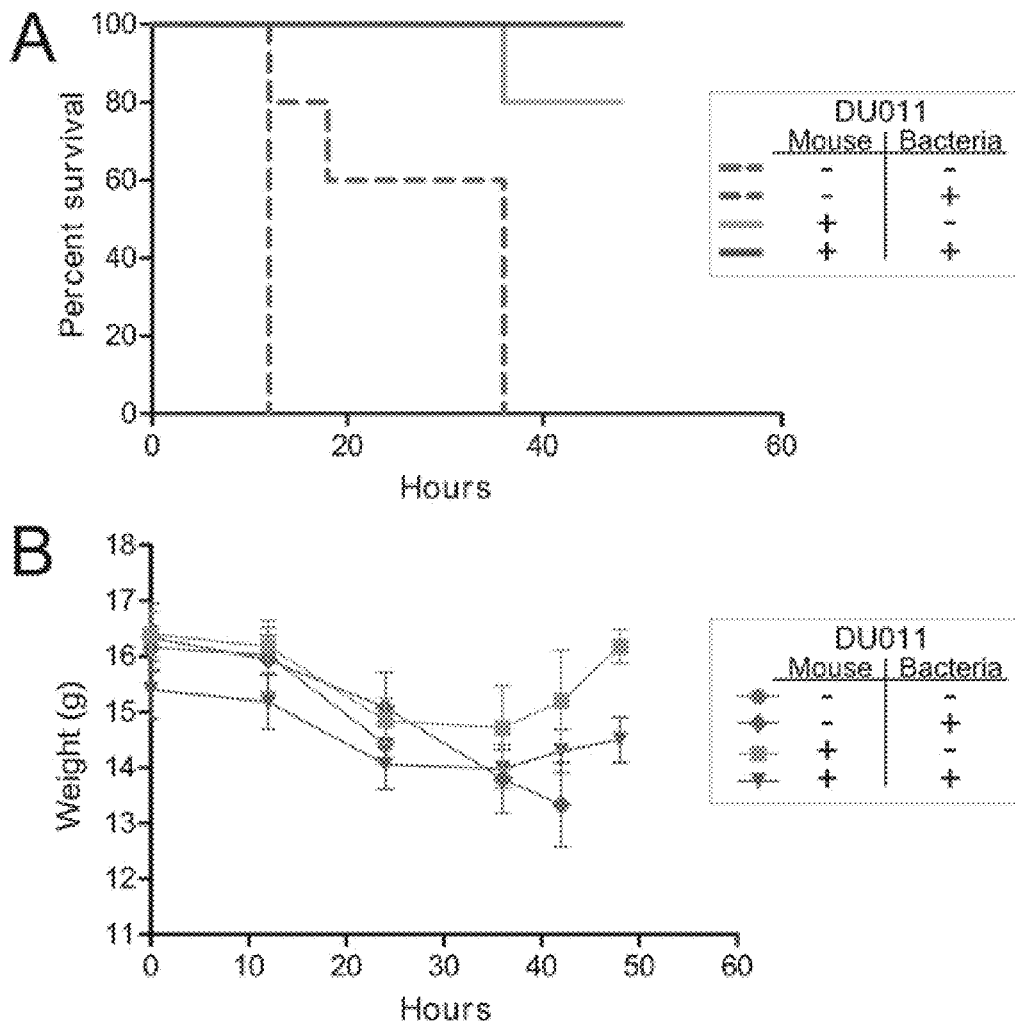 A
100
80
60
40
20
0
Percent survival
0 20 40 60
Hours
DU011
Mouse Bacteria
- -
- +
+ -
+ +
B
18
17
16
15
14
13
12
11
Weight (g)
0 10 20 30 40 50 60
Hours
DU011
Mouse Bacteria
- -
- +
+ -
+ +